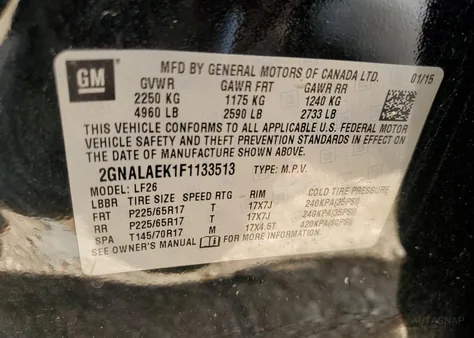 GM
MFD BY GENERAL MOTORS OF CANADA LTD. 01/15
GVWR GAWR FRT GAWR RR
2250 KG 1175 KG 1240 KG
4960 LB 2590 LB 2733 LB
THIS VEHICLE CONFORMS TO ALL APPLICABLE U.S. FEDERAL MOTOR
VEHICLE SAFETY AND THEFT PREVENTION STANDARDS IN EFFECT ON
THE DATE OF MANUFACTURE SHOWN ABOVE.
2GNALAEK1F1133513 TYPE: M.P.V.
MODEL: LF26
LBBR TIRE SIZE SPEED RTG RIM COLD TIRE PRESSURE
FRT P225/65R17 T 17X7J 240KPA(35PSI)
RR P225/65R17 T 17X7J 240KPA(35PSI)
SPA T145/70R17 M 17X4.5T 420KPA(60PSI)
SEE OWNER'S MANUAL
AUTOSNAP